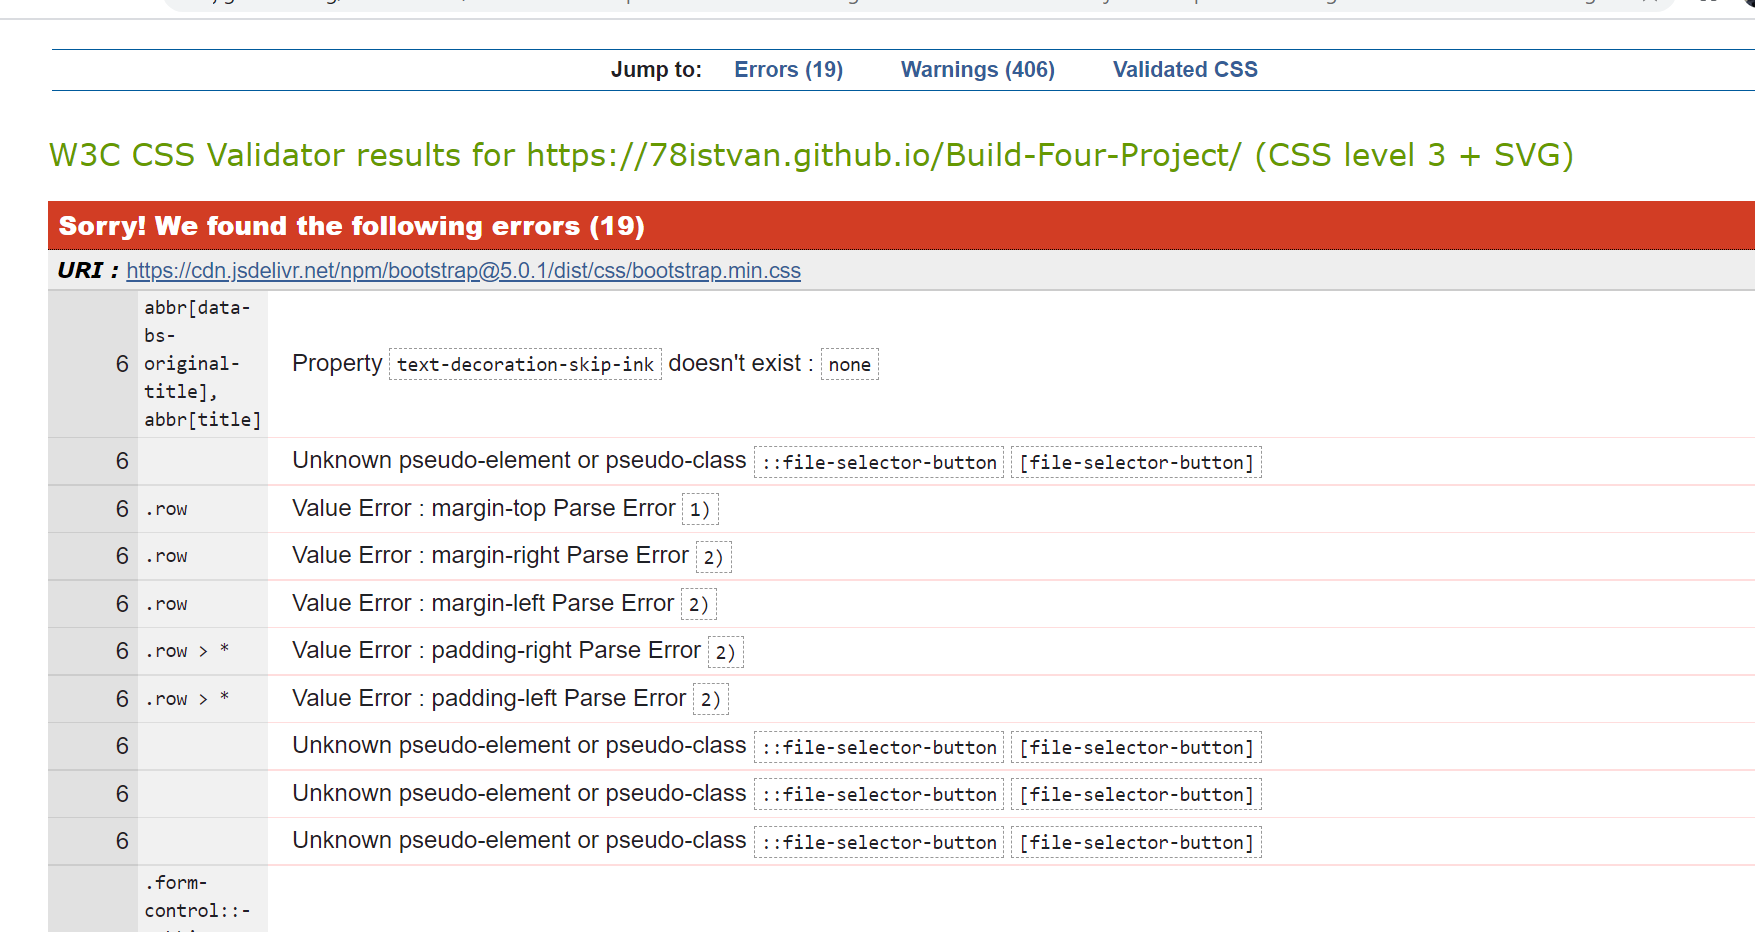 Jump to: Errors (19) Warnings (406) Validated CSS
W3C CSS Validator results for https://78istvan.github.io/Build-Four-Project/ (CSS level 3 + SVG)
Sorry! We found the following errors (19)
URI : https://cdn.jsdelivr.net/npm/bootstrap@5.0.1/dist/css/bootstrap.min.css
abbr[data-
bs-
6 original- Property text-decoration-skip-ink doesn't exist : none
title],
abbr[title]
6 Unknown pseudo-element or pseudo-class ::file-selector-button [file-selector-button]
6 .row Value Error : margin-top Parse Error 1)
6 .row Value Error : margin-right Parse Error 2)
6 .row Value Error : margin-left Parse Error 2)
6 .row > * Value Error : padding-right Parse Error 2)
6 .row > * Value Error : padding-left Parse Error 2)
6 Unknown pseudo-element or pseudo-class ::file-selector-button [file-selector-button]
6 Unknown pseudo-element or pseudo-class ::file-selector-button [file-selector-button]
6 Unknown pseudo-element or pseudo-class ::file-selector-button [file-selector-button]
.form-
control::-